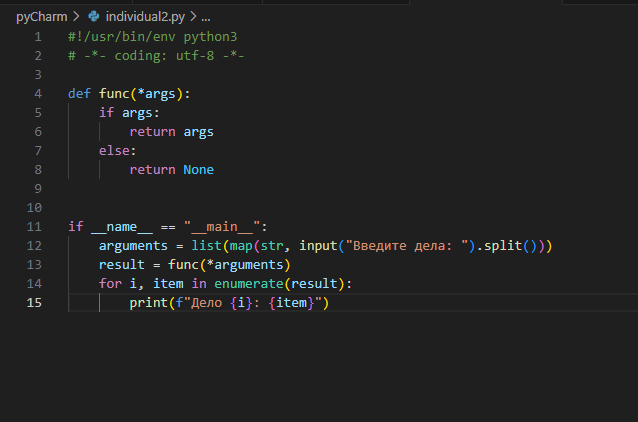 pyCharm > individual2.py > ...
1 #!/usr/bin/env python3
2 # -*- coding: utf-8 -*-
3
4 def func(*args):
5     if args:
6         return args
7     else:
8         return None
9
10
11 if __name__ == "__main__":
12     arguments = list(map(str, input("Введите дела: ").split()))
13     result = func(*arguments)
14     for i, item in enumerate(result):
15         print(f"Дело {i}: {item}")